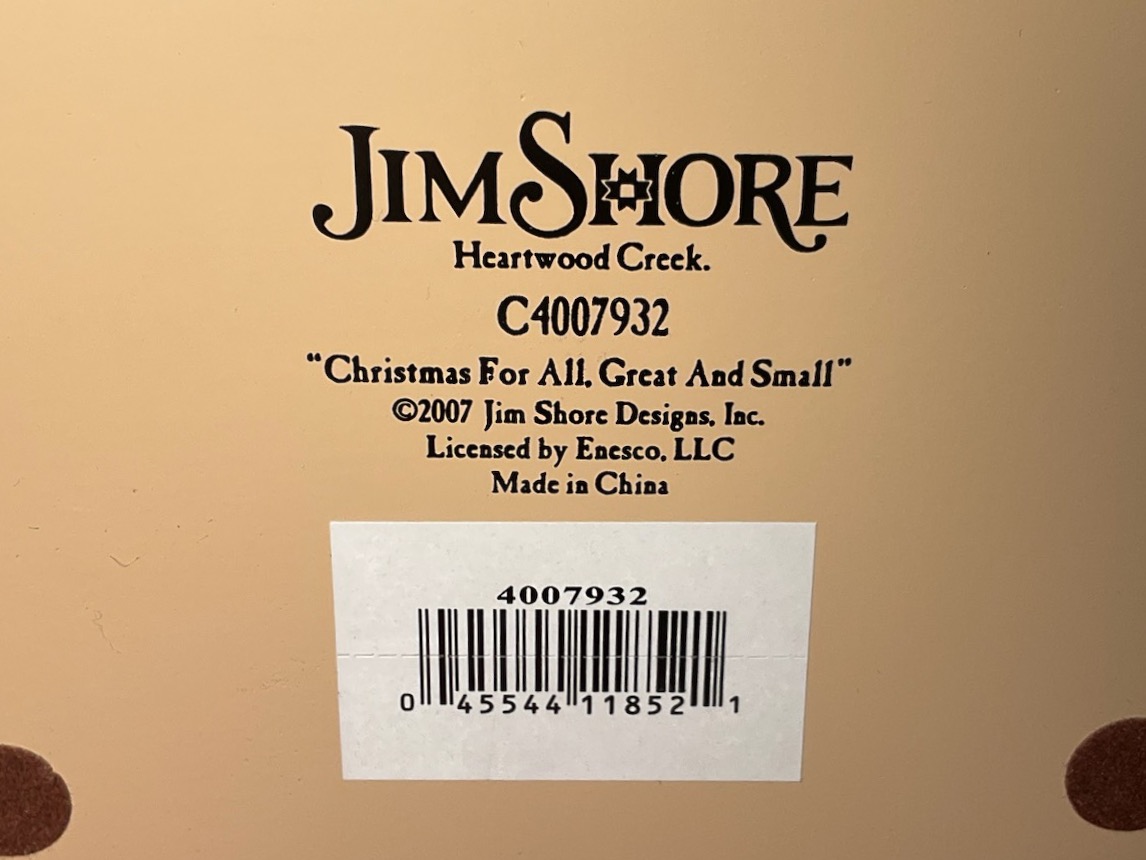 JIM SHORE
Heartwood Creek.
C4007932
"Christmas For All, Great And Small"
©2007 Jim Shore Designs, Inc.
Licensed by Enesco, LLC
Made in China
4007932
0 45544 11852 1